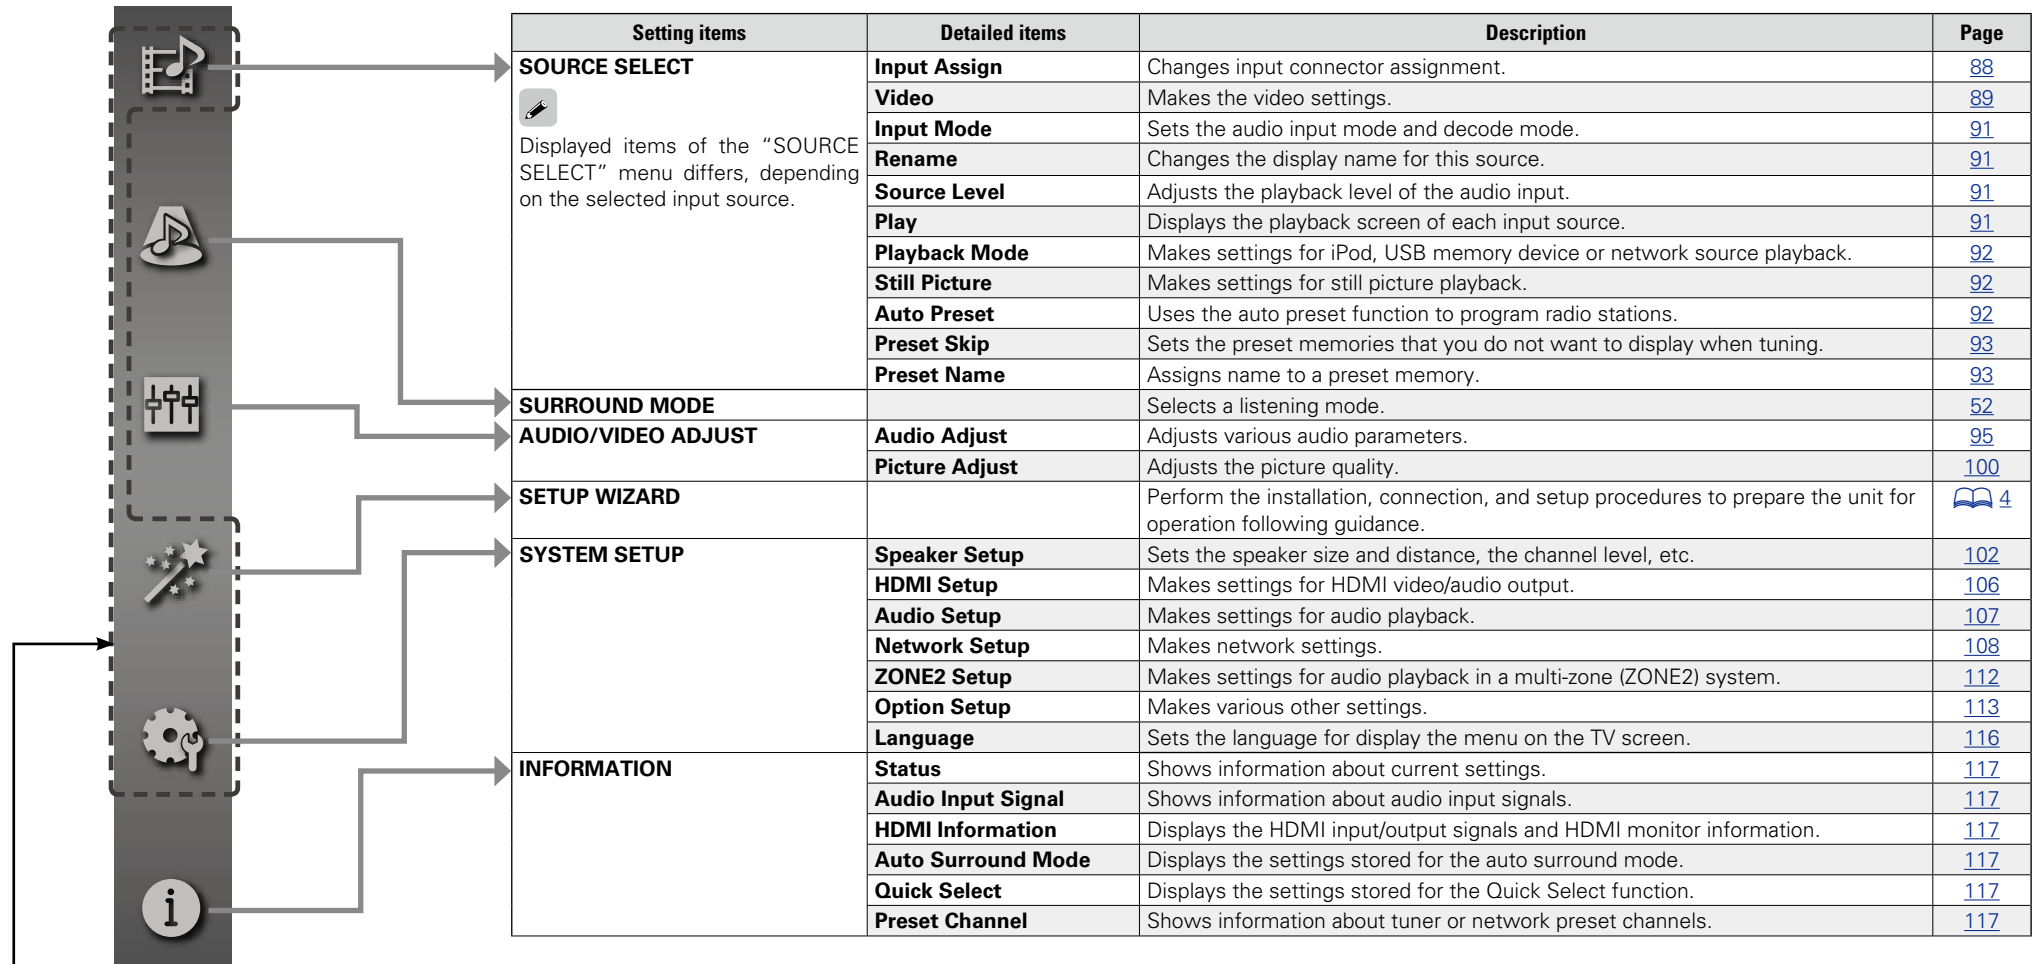 Setting items Detailed items Description Page
SOURCE SELECT Input Assign Changes input connector assignment. 88
Video Makes the video settings. 89
Displayed items of the “SOURCE
SELECT” menu differs, depending
on the selected input source.
Input Mode Sets the audio input mode and decode mode. 91
Rename Changes the display name for this source. 91
Source Level Adjusts the playback level of the audio input. 91
Play Displays the playback screen of each input source. 91
Playback Mode Makes settings for iPod, USB memory device or network source playback. 92
Still Picture Makes settings for still picture playback. 92
Auto Preset Uses the auto preset function to program radio stations. 92
Preset Skip Sets the preset memories that you do not want to display when tuning. 93
Preset Name Assigns name to a preset memory. 93
SURROUND MODE Selects a listening mode. 52
AUDIO/VIDEO ADJUST Audio Adjust Adjusts various audio parameters. 95
Picture Adjust Adjusts the picture quality. 100
SETUP WIZARD Perform the installation, connection, and setup procedures to prepare the unit for 4
operation following guidance.
SYSTEM SETUP Speaker Setup Sets the speaker size and distance, the channel level, etc. 102
HDMI Setup Makes settings for HDMI video/audio output. 106
Audio Setup Makes settings for audio playback. 107
Network Setup Makes network settings. 108
ZONE2 Setup Makes settings for audio playback in a multi-zone (ZONE2) system. 112
Option Setup Makes various other settings. 113
Language Sets the language for display the menu on the TV screen. 116
INFORMATION Status Shows information about current settings. 117
Audio Input Signal Shows information about audio input signals. 117
HDMI Information Displays the HDMI input/output signals and HDMI monitor information. 117
Auto Surround Mode Displays the settings stored for the auto surround mode. 117
Quick Select Displays the settings stored for the Quick Select function. 117
Preset Channel Shows information about tuner or network preset channels. 117
i